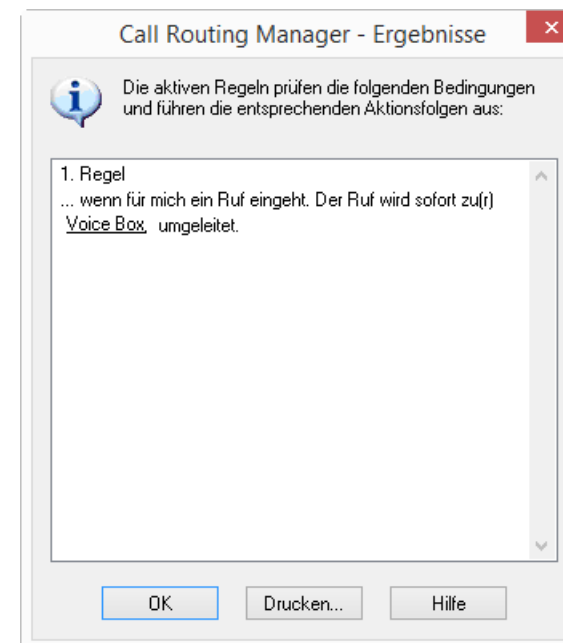 Call Routing Manager - Ergebnisse
Die aktiven Regeln prüfen die folgenden Bedingungen
und führen die entsprechenden Aktionsfolgen aus:
1. Regel
... wenn für mich ein Ruf eingeht. Der Ruf wird sofort zu(r)
Voice Box, umgeleitet.
OK Drucken... Hilfe